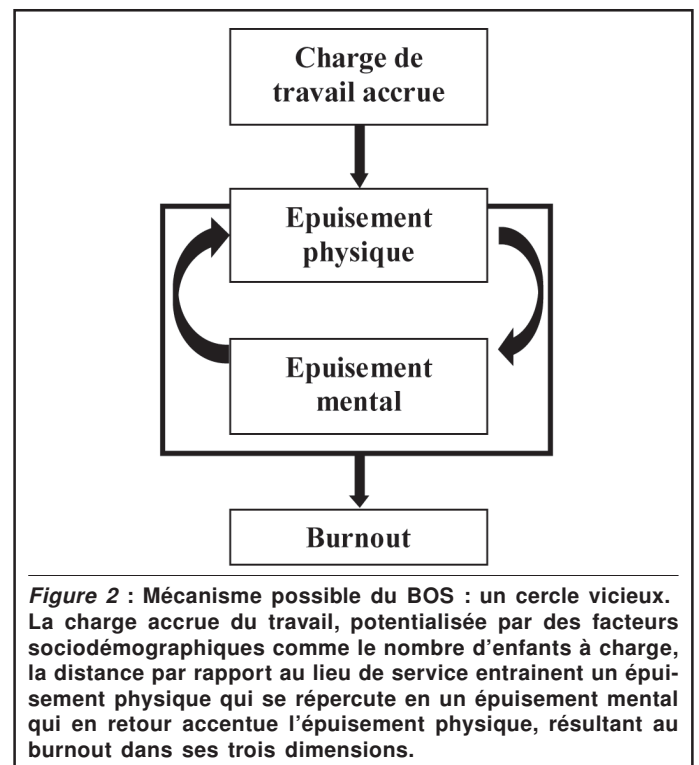 Charge de
travail accrue
Epuisement
physique
Epuisement
mental
Burnout
Figure 2 : Mécanisme possible du BOS : un cercle vicieux.
La charge accrue du travail, potentialisée par des facteurs
sociodémographiques comme le nombre d'enfants à charge,
la distance par rapport au lieu de service entrainent un épui-
sement physique qui se répercute en un épuisement mental
qui en retour accentue l'épuisement physique, résultant au
burnout dans ses trois dimensions.